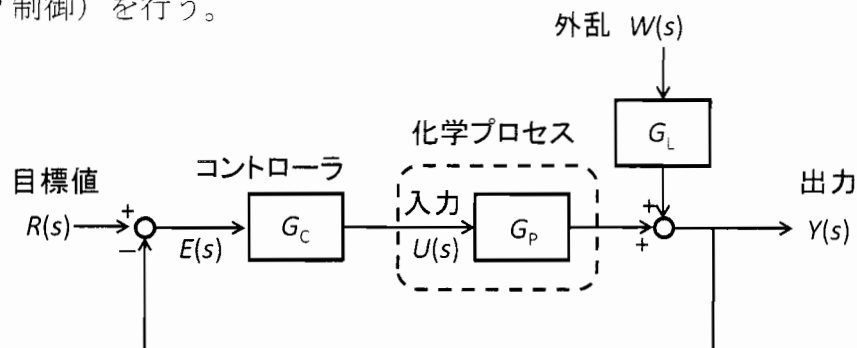 制御）を行う。
外乱 W(s)
G_L
化学プロセス
コントローラ
目標値
入力
出力
R(s)
+
−
E(s)
G_C
U(s)
G_P
+
+
Y(s)